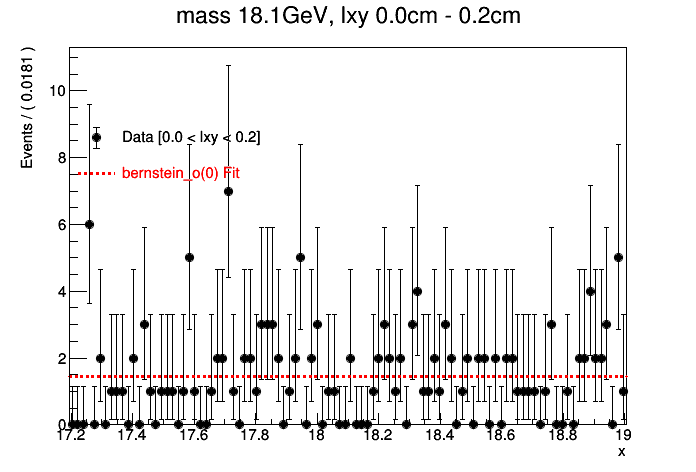 mass 18.1GeV, lxy 0.0cm - 0.2cm
Events / ( 0.0181 )
10
8
6
4
2
0
Data [0.0 < lxy < 0.2]
bernstein_o(0) Fit
17.2 17.4 17.6 17.8 18 18.2 18.4 18.6 18.8 19
x